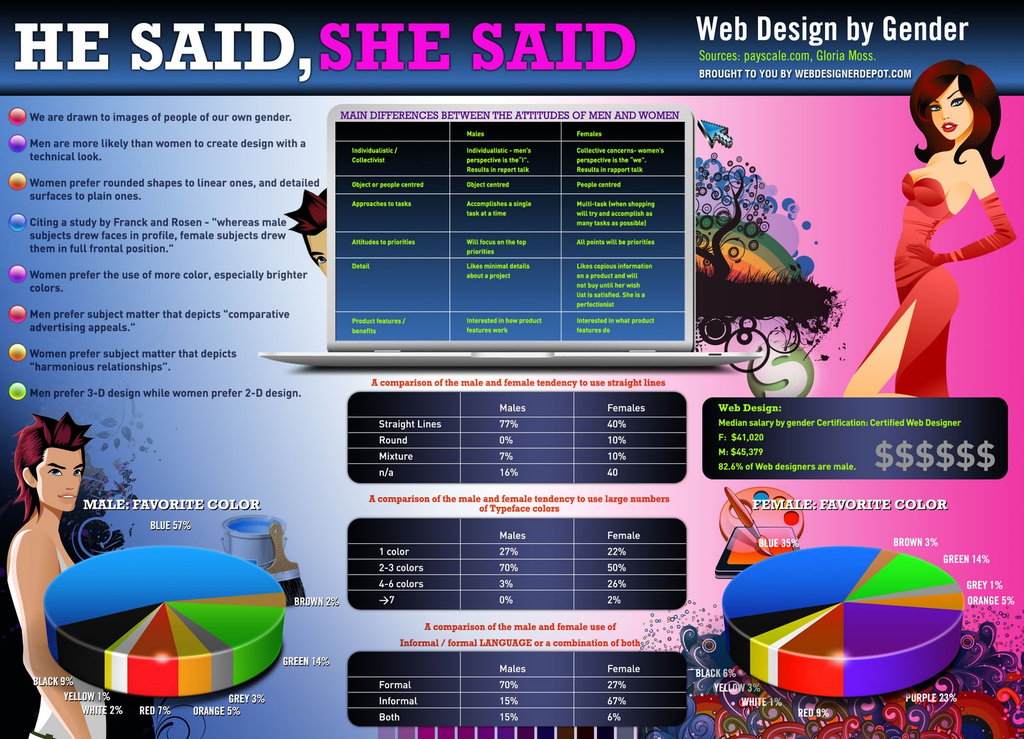 HE SAID, SHE SAID
Web Design by Gender
Sources: payscale.com, Gloria Moss.
BROUGHT TO YOU BY WEBDESIGNERDEPOT.COM
We are drawn to images of people of our own gender.
Men are more likely than women to create design with a
technical look.
Women prefer rounded shapes to linear ones, and detailed
surfaces to plain ones.
Citing a study by Franck and Rosen - "whereas male
subjects drew faces in profile, female subjects drew
them in full frontal position."
Women prefer the use of more color, especially brighter
colors.
Men prefer subject matter that depicts "comparative
advertising appeals."
Women prefer subject matter that depicts
"harmonious relationships".
Men prefer 3-D design while women prefer 2-D design.
MAIN DIFFERENCES BETWEEN THE ATTITUDES OF MEN AND WOMEN
Males Females
Individualistic / Individualistic - men's Collective concerns- women's
Collectivist perspective is the"I". perspective is the "we".
Results in report talk Results in rapport talk
Object or people centred Object centred People centred
Approaches to tasks Accomplishes a single Multi-task (when shopping
task at a time will try and accomplish as
many tasks as possible)
Attitudes to priorities Will focus on the top All points will be priorities
priorities
Detail Likes minimal details Likes copious information
about a project on a product and will
not buy until her wish
list is satisfied. She is a
perfectionist
Product features / Interested in how product Interested in what product
benefits features work features do
A comparison of the male and female tendency to use straight lines
Males Females
Straight Lines 77% 40%
Round 0% 10%
Mixture 7% 10%
n/a 16% 40
A comparison of the male and female tendency to use large numbers
of Typeface colors
Males Female
1 color 27% 22%
2-3 colors 70% 50%
4-6 colors 3% 26%
->7 0% 2%
A comparison of the male and female use of
Informal / formal LANGUAGE or a combination of both
Males Female
Formal 70% 27%
Informal 15% 67%
Both 15% 6%
Web Design:
Median salary by gender Certification: Certified Web Designer
F: $41,020
M: $45,379
82.6% of Web designers are male.
$$$$$$
MALE: FAVORITE COLOR
BLUE 57%
BROWN 2%
GREEN 14%
GREY 3%
ORANGE 5%
RED 7%
WHITE 2%
YELLOW 1%
BLACK 9%
FEMALE: FAVORITE COLOR
BLUE 35%
BROWN 3%
GREEN 14%
GREY 1%
ORANGE 5%
PURPLE 23%
RED 9%
WHITE 1%
YELLOW 3%
BLACK 6%